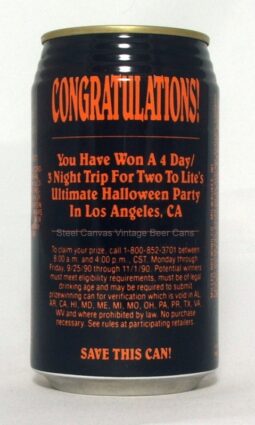 CONGRATULATIONS!
You Have Won A 4 Day/
3 Night Trip For Two To Lite's
Ultimate Halloween Party
In Los Angeles, CA
Steel Canvas Vintage Beer Cans
To claim your prize, call 1-800-852-3701 between
8:00 a.m. and 4:00 p.m., CST, Monday through
Friday, 9/25/90 through 11/1/90. Potential winners
must meet eligibility requirements, must be of legal
drinking age and may be required to submit
prizewinning can for verification which is void in AL,
AR, CA, HI, MD, ME, MI, MO, OH, PA, PR, TX, VA,
WV and where prohibited by law. No purchase
necessary. See rules at participating retailers.
SAVE THIS CAN!